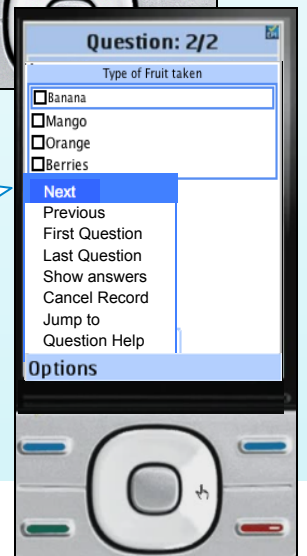 Question: 2/2
Type of Fruit taken
Banana
Mango
Orange
Berries
Next
Previous
First Question
Last Question
Show answers
Cancel Record
Jump to
Question Help
Options